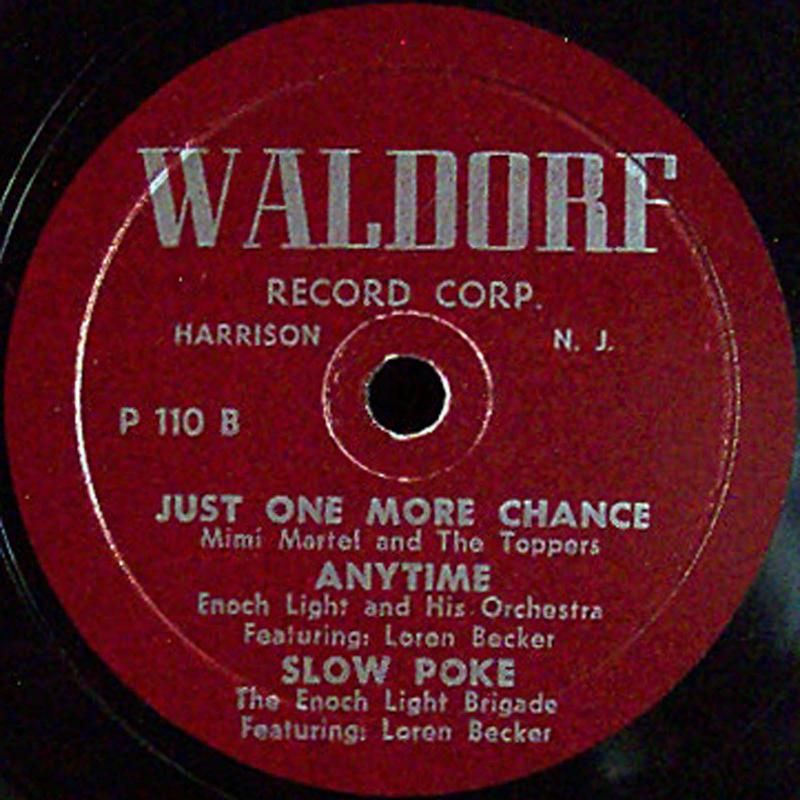 WALDORF
RECORD CORP.
HARRISON N. J.
P 110 B
JUST ONE MORE CHANCE
Mimi Martel and The Toppers
ANYTIME
Enoch Light and His Orchestra
Featuring: Loren Becker
SLOW POKE
The Enoch Light Brigade
Featuring: Loren Becker